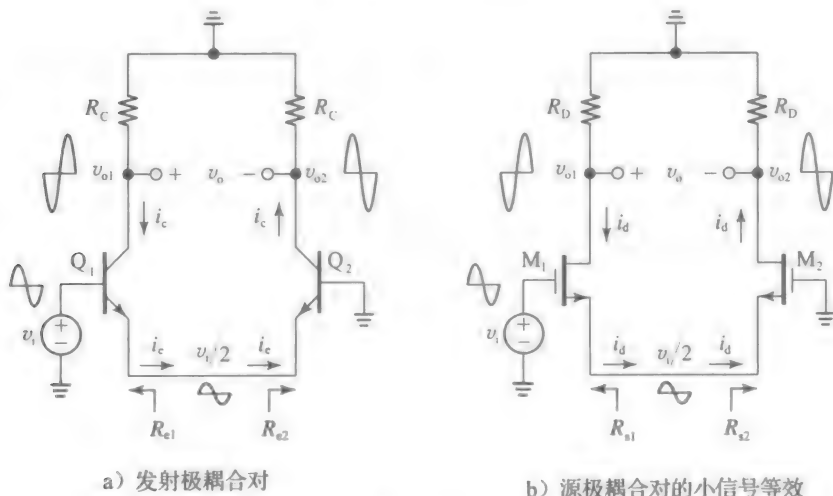 R_C
R_C
v_o1
+
v_o
−
v_o2
i_c
i_c
Q_1
Q_2
+
−
v_i
i_e
v_i/2
i_e
R_e1
R_e2
a）发射极耦合对
R_D
R_D
v_o1
+
v_o
−
v_o2
i_d
i_d
M_1
M_2
+
−
v_i
i_d
v_i/2
i_d
R_s1
R_s2
b）源极耦合对的小信号等效